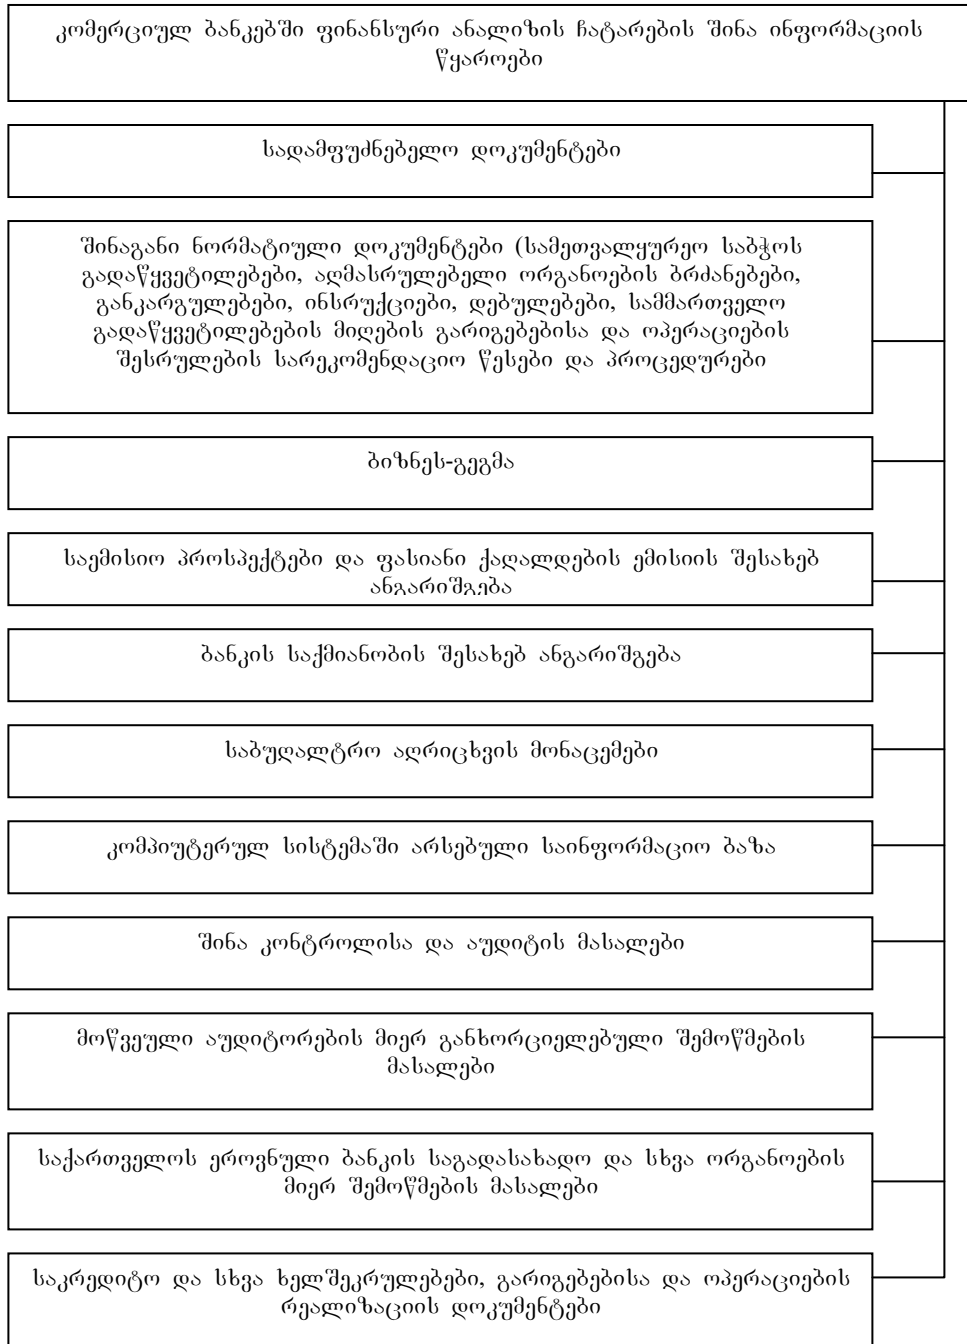 კომერციულ ბანკებში ფინანსური ანალიზის ჩატარების შინა ინფორმაციის
წყაროები
სადამფუძნებელო დოკუმენტები
შინაგანი ნორმატიული დოკუმენტები (სამეთვალყურეო საბჭოს
გადაწყვეტილებები, აღმასრულებელი ორგანოების ბრძანებები,
განკარგულებები, ინსრუქციები, დებულებები, სამმართველო
გადაწყვეტილებების მიღების გარიგებებისა და ოპერაციების
შესრულების სარეკომენდაციო წესები და პროცედურები
ბიზნეს-გეგმა
საემისიო პროსპექტები და ფასიანი ქაღალდების ემისიის შესახებ
ანგარიშგება
ბანკის საქმიანობის შესახებ ანგარიშგება
საბუღალტრო აღრიცხვის მონაცემები
კომპიუტერულ სისტემაში არსებული საინფორმაციო ბაზა
შინა კონტროლისა და აუდიტის მასალები
მოწვეული აუდიტორების მიერ განხორციელებული შემოწმების
მასალები
საქართველოს ეროვნული ბანკის საგადასახადო და სხვა ორგანოების
მიერ შემოწმების მასალები
საკრედიტო და სხვა ხელშეკრულებები, გარიგებებისა და ოპერაციების
რეალიზაციის დოკუმენტები